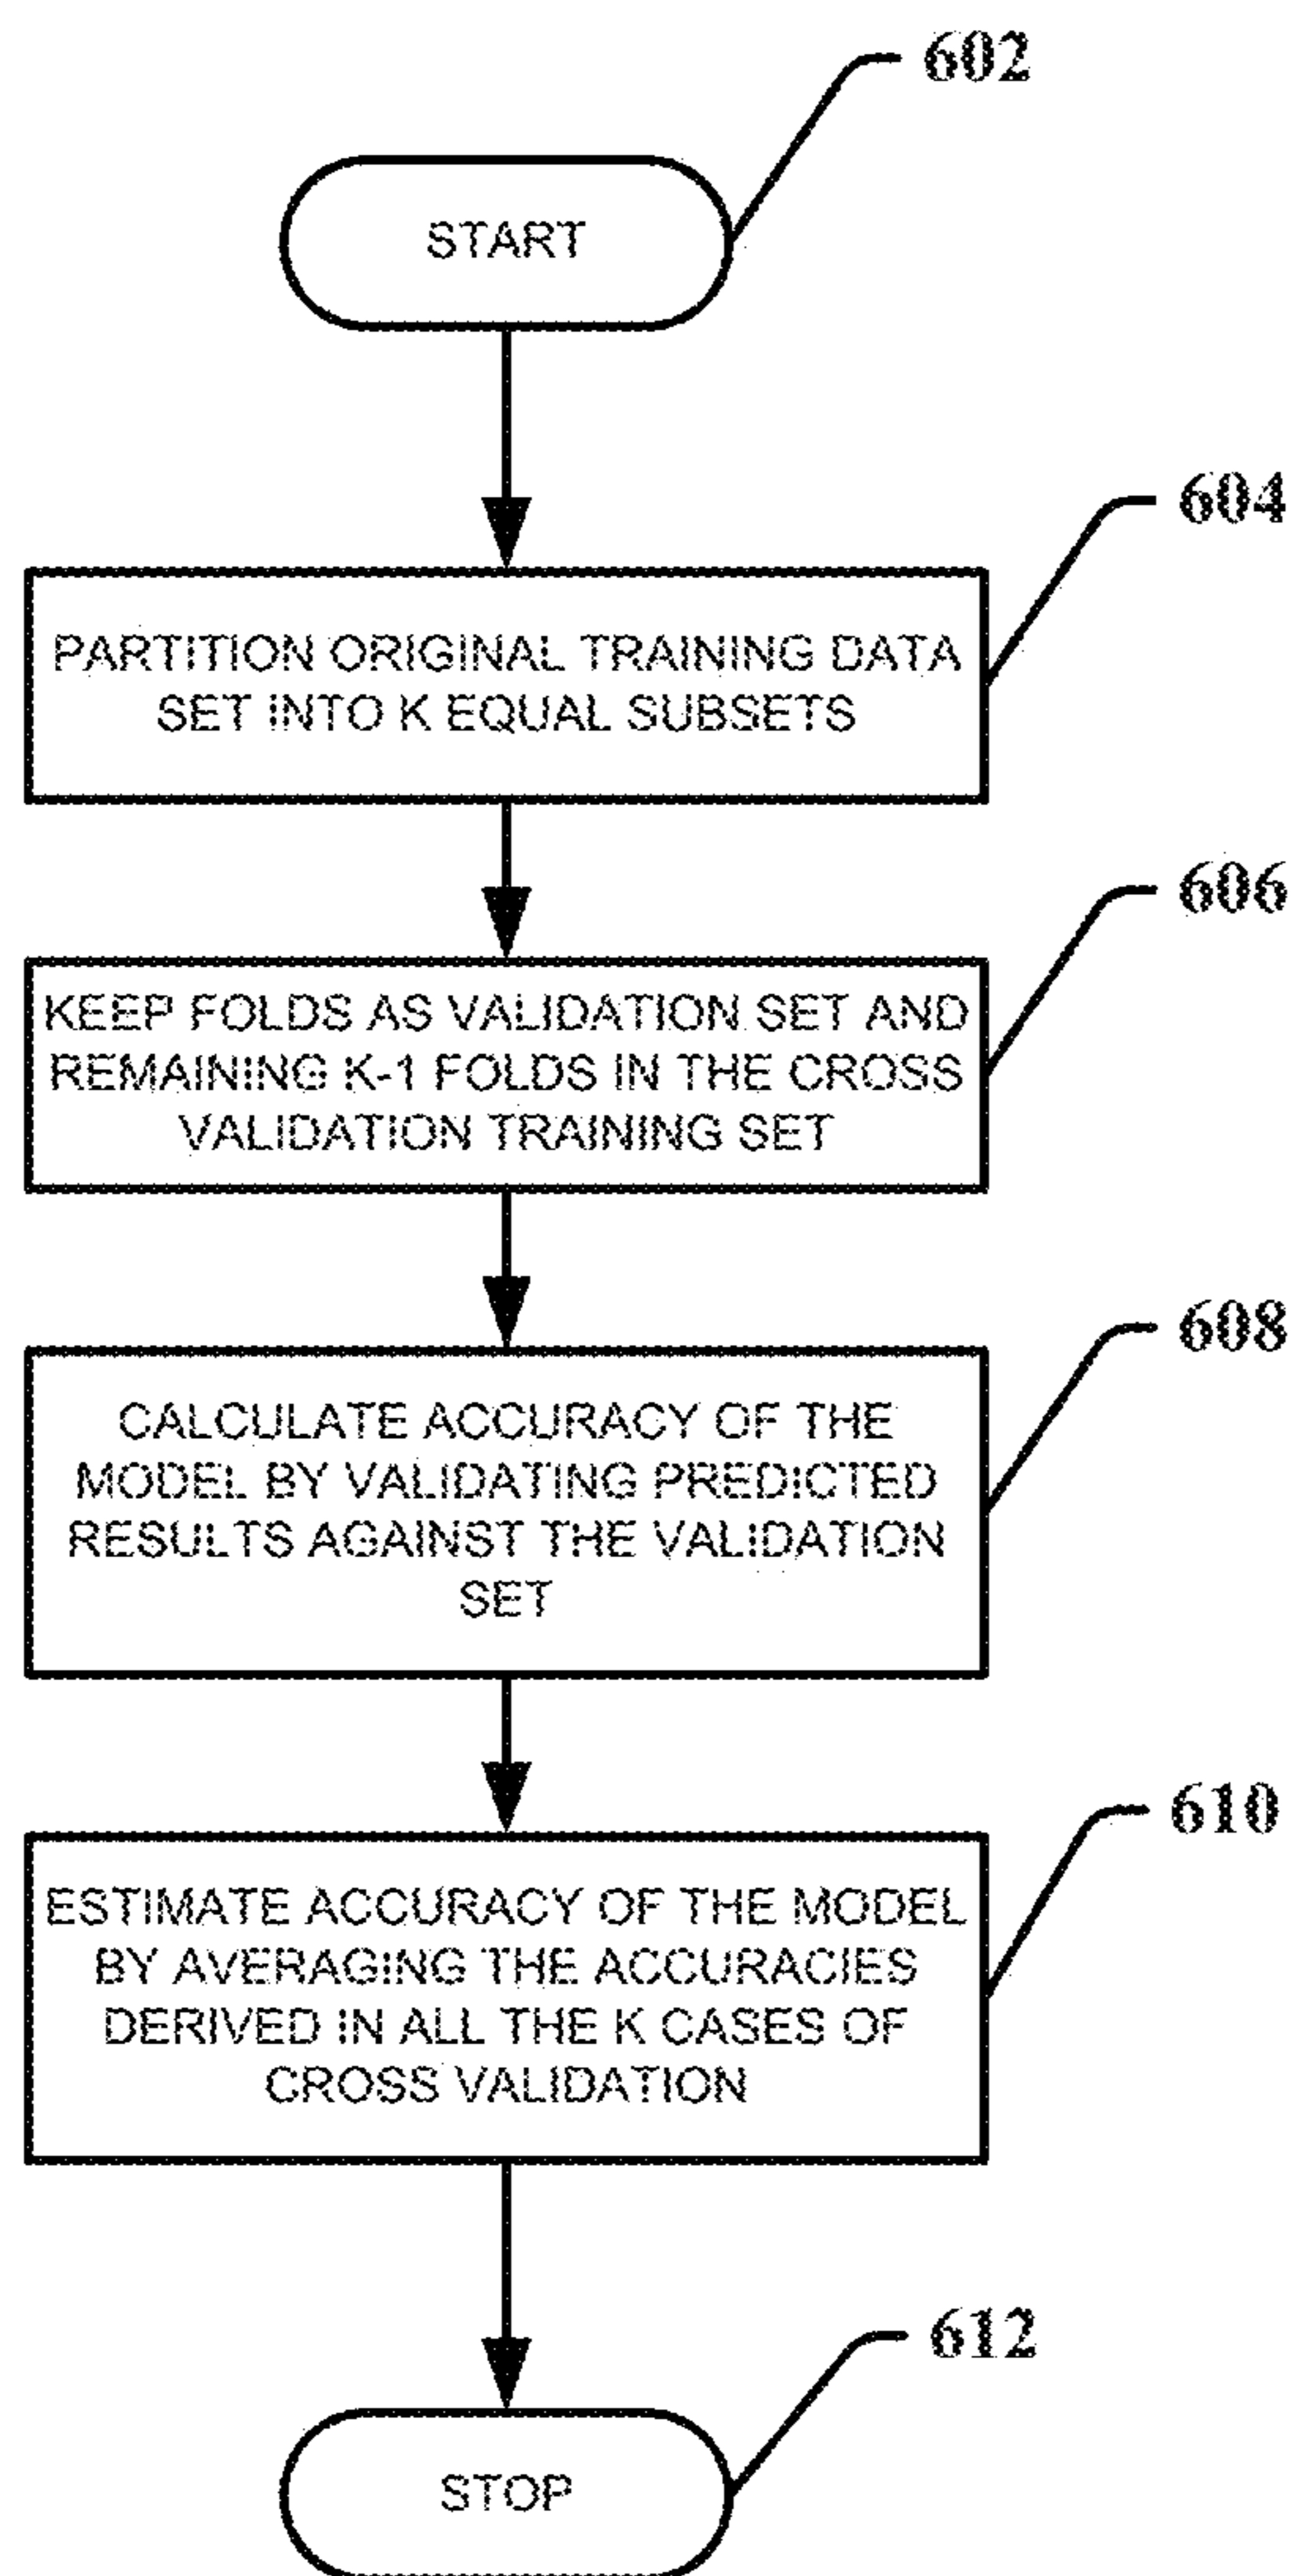 602
START
604
PARTITION ORIGINAL TRAINING DATA
SET INTO K EQUAL SUBSETS
606
KEEP FOLDS AS VALIDATION SET AND
REMAINING K-1 FOLDS IN THE CROSS
VALIDATION TRAINING SET
608
CALCULATE ACCURACY OF THE
MODEL BY VALIDATING PREDICTED
RESULTS AGAINST THE VALIDATION
SET
610
ESTIMATE ACCURACY OF THE MODEL
BY AVERAGING THE ACCURACIES
DERIVED IN ALL THE K CASES OF
CROSS VALIDATION
612
STOP